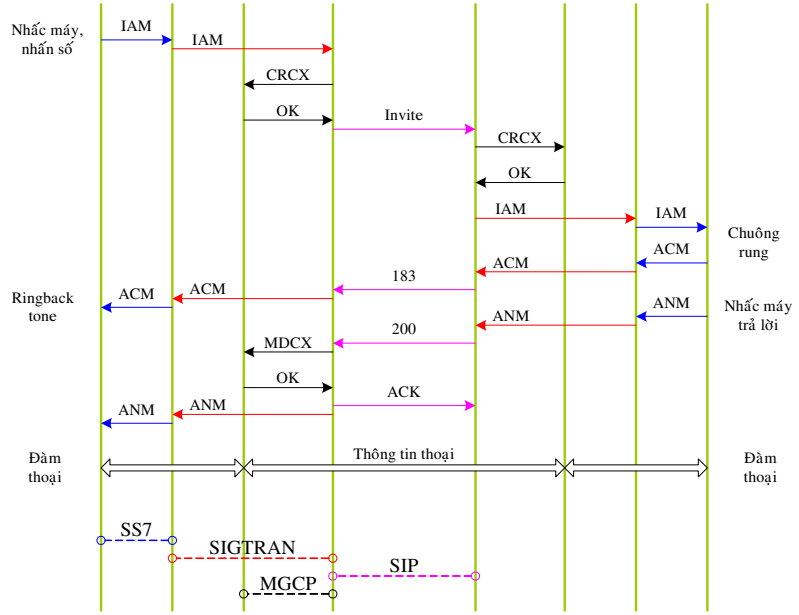 Nhấc máy,
nhấn số
IAM
IAM
CRCX
OK
Invite
CRCX
OK
IAM
IAM
Chuông
rung
ACM
ACM
183
ACM
ACM
Ringback
tone
ANM
Nhấc máy
trả lời
ANM
200
MDCX
OK
ACK
ANM
ANM
Đàm
thoại
Thông tin thoại
Đàm
thoại
SS7
SIGTRAN
SIP
MGCP